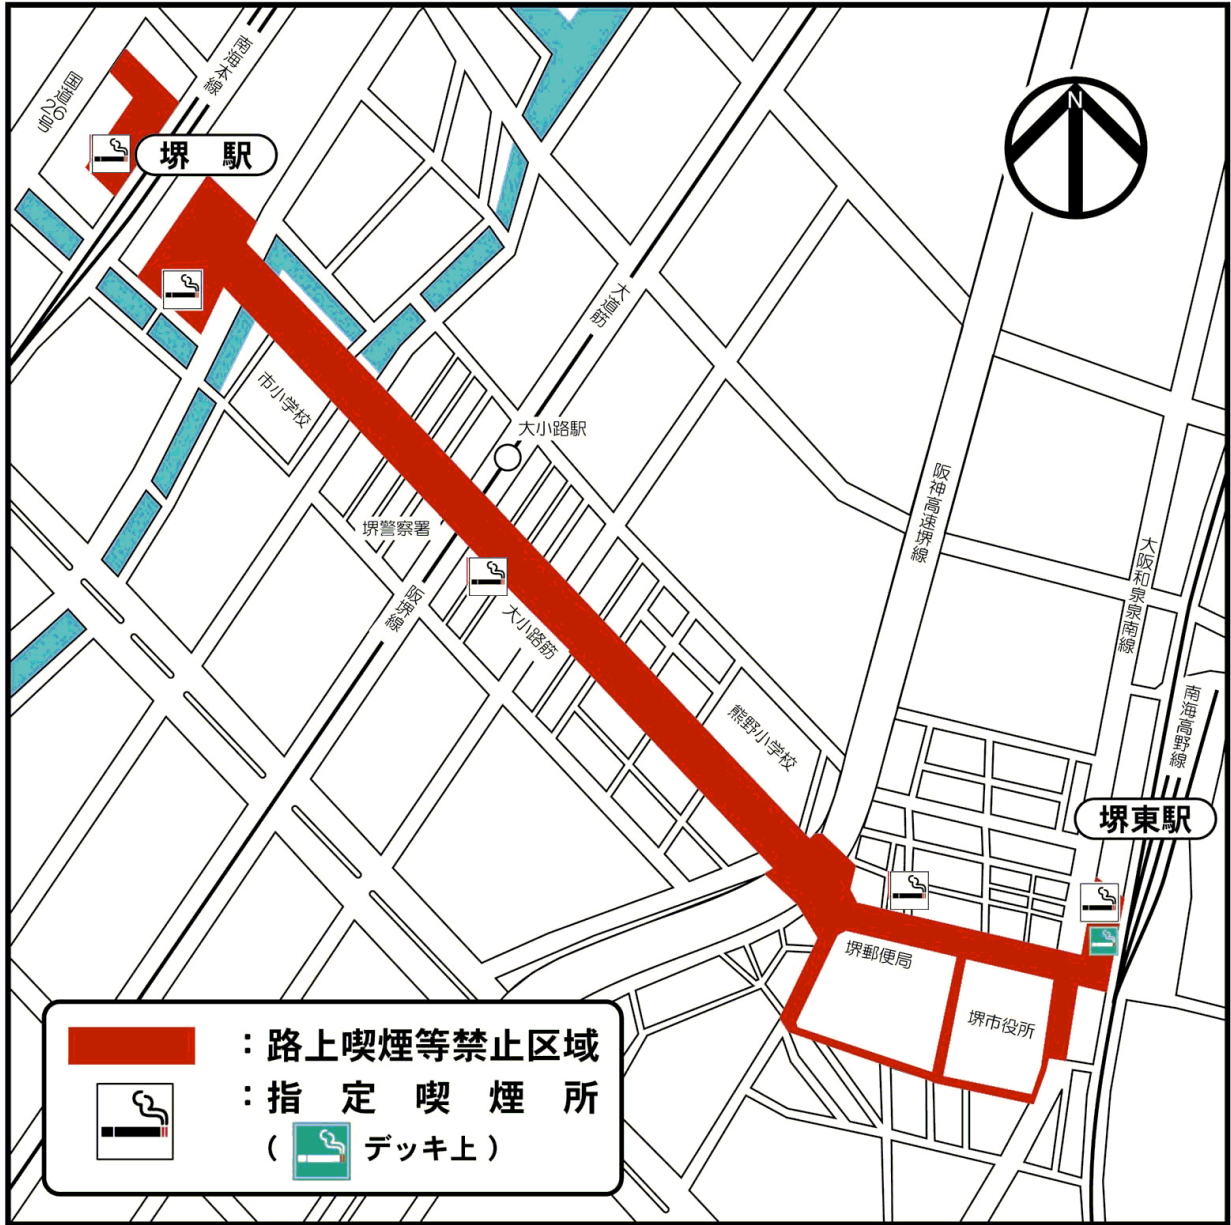 南海本線
国道26号
N
堺 駅
大道筋
市小学校
大小路駅
阪神高速堺線
堺警察署
大阪和泉泉南線
阪堺線
大小路筋
南海高野線
熊野小学校
堺東駅
堺郵便局
堺市役所
：路上喫煙等禁止区域
：指 定 喫 煙 所
（ デッキ上 ）